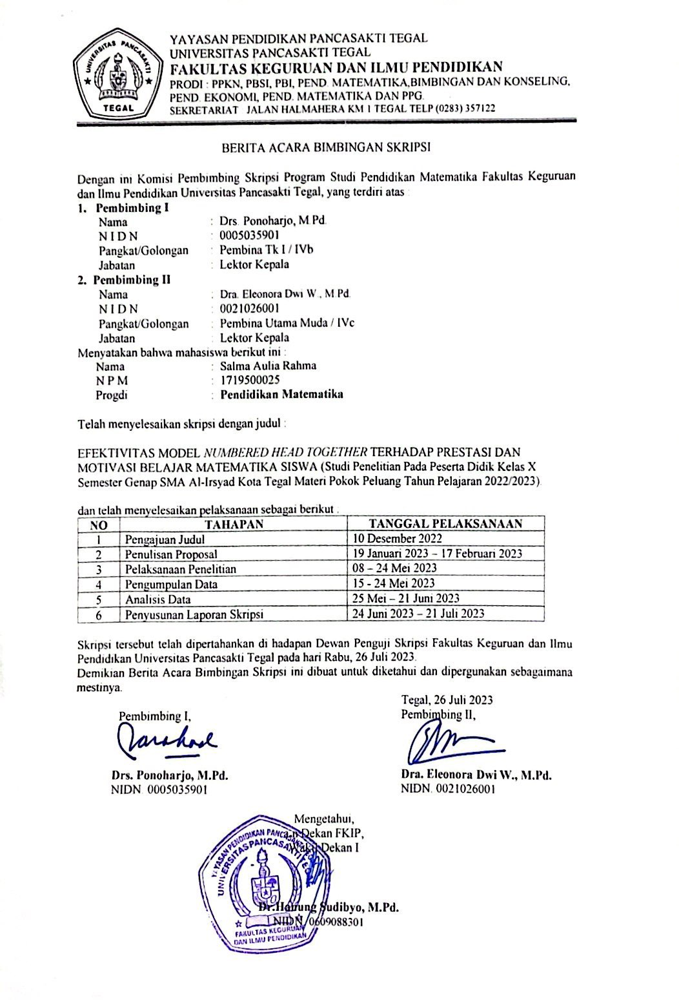 UNIVERSITAS PANCASAKTI
TEGAL
YAYASAN PENDIDIKAN PANCASAKTI TEGAL
UNIVERSITAS PANCASAKTI TEGAL
FAKULTAS KEGURUAN DAN ILMU PENDIDIKAN
PRODI : PPKN, PBSI, PBI, PEND. MATEMATIKA,BIMBINGAN DAN KONSELING,
PEND. EKONOMI, PEND. MATEMATIKA DAN PPG.
SEKRETARIAT JALAN HALMAHERA KM 1 TEGAL TELP (0283) 357122
BERITA ACARA BIMBINGAN SKRIPSI
Dengan ini Komisi Pembimbing Skripsi Program Studi Pendidikan Matematika Fakultas Keguruan
dan Ilmu Pendidikan Universitas Pancasakti Tegal, yang terdiri atas :
1. Pembimbing I
Nama : Drs. Ponoharjo, M.Pd.
N I D N : 0005035901
Pangkat/Golongan : Pembina Tk I / IVb
Jabatan : Lektor Kepala
2. Pembimbing II
Nama : Dra. Eleonora Dwi W., M.Pd.
N I D N : 0021026001
Pangkat/Golongan : Pembina Utama Muda / IVc
Jabatan : Lektor Kepala
Menyatakan bahwa mahasiswa berikut ini :
Nama : Salma Aulia Rahma
N P M : 1719500025
Progdi : Pendidikan Matematika
Telah menyelesaikan skripsi dengan judul :
EFEKTIVITAS MODEL NUMBERED HEAD TOGETHER TERHADAP PRESTASI DAN
MOTIVASI BELAJAR MATEMATIKA SISWA (Studi Penelitian Pada Peserta Didik Kelas X
Semester Genap SMA Al-Irsyad Kota Tegal Materi Pokok Peluang Tahun Pelajaran 2022/2023).
dan telah menyelesaikan pelaksanaan sebagai berikut :
NO TAHAPAN TANGGAL PELAKSANAAN
1 Pengajuan Judul 10 Desember 2022
2 Penulisan Proposal 19 Januari 2023 – 17 Februari 2023
3 Pelaksanaan Penelitian 08 – 24 Mei 2023
4 Pengumpulan Data 15 - 24 Mei 2023
5 Analisis Data 25 Mei – 21 Juni 2023
6 Penyusunan Laporan Skripsi 24 Juni 2023 – 21 Juli 2023
Skripsi tersebut telah dipertahankan di hadapan Dewan Penguji Skripsi Fakultas Keguruan dan Ilmu
Pendidikan Universitas Pancasakti Tegal pada hari Rabu, 26 Juli 2023.
Demikian Berita Acara Bimbingan Skripsi ini dibuat untuk diketahui dan dipergunakan sebagaimana
mestinya.
Tegal, 26 Juli 2023
Pembimbing I, Pembimbing II,
Drs. Ponoharjo, M.Pd. Dra. Eleonora Dwi W., M.Pd.
NIDN. 0005035901 NIDN. 0021026001
Mengetahui,
a.n Dekan FKIP,
Wakil Dekan I
YAYASAN PENDIDIKAN PANCASAKTI TEGAL
UNIVERSITAS PANCASAKTI TEGAL
Sudibyo, M.Pd.
NIDN. 0609088301
FAKULTAS KEGURUAN
DAN ILMU PENDIDIKAN